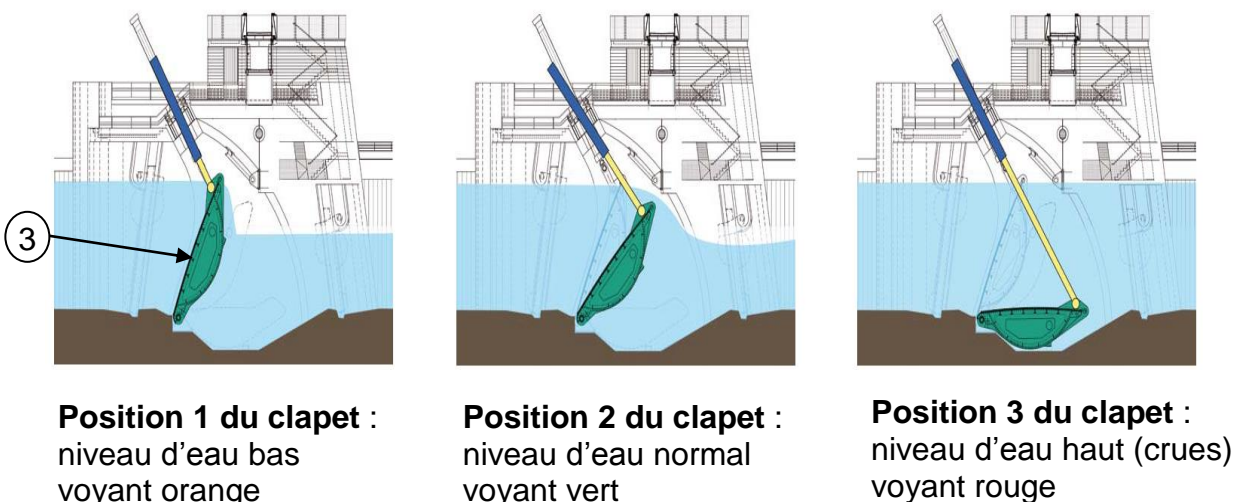 3
Position 1 du clapet :
niveau d’eau bas
voyant orange
Position 2 du clapet :
niveau d’eau normal
voyant vert
Position 3 du clapet :
niveau d’eau haut (crues)
voyant rouge